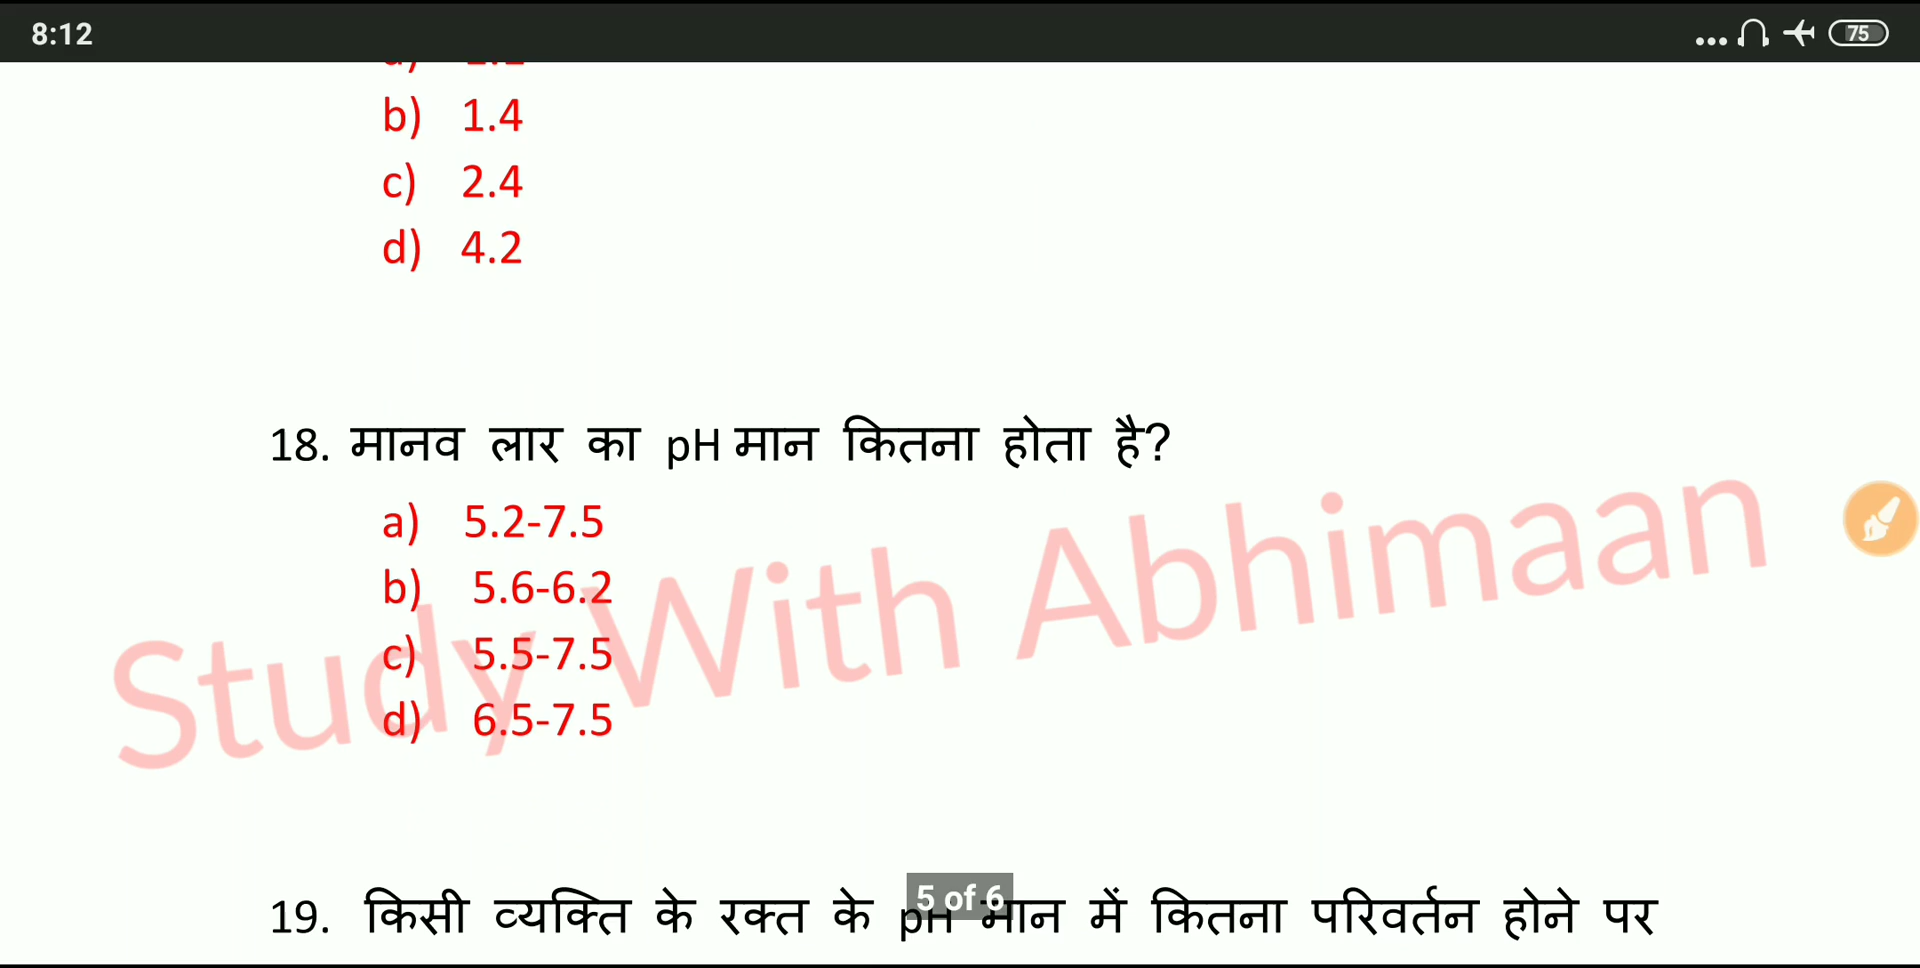 8:12
75
b) 1.4
c) 2.4
d) 4.2
18. मानव लार का pH मान कितना होता है?
a) 5.2-7.5
b) 5.6-6.2
c) 5.5-7.5
d) 6.5-7.5
Study With Abhimaan
19. किसी व्यक्ति के रक्त के pH मान में कितना परिवर्तन होने पर
5 of 6